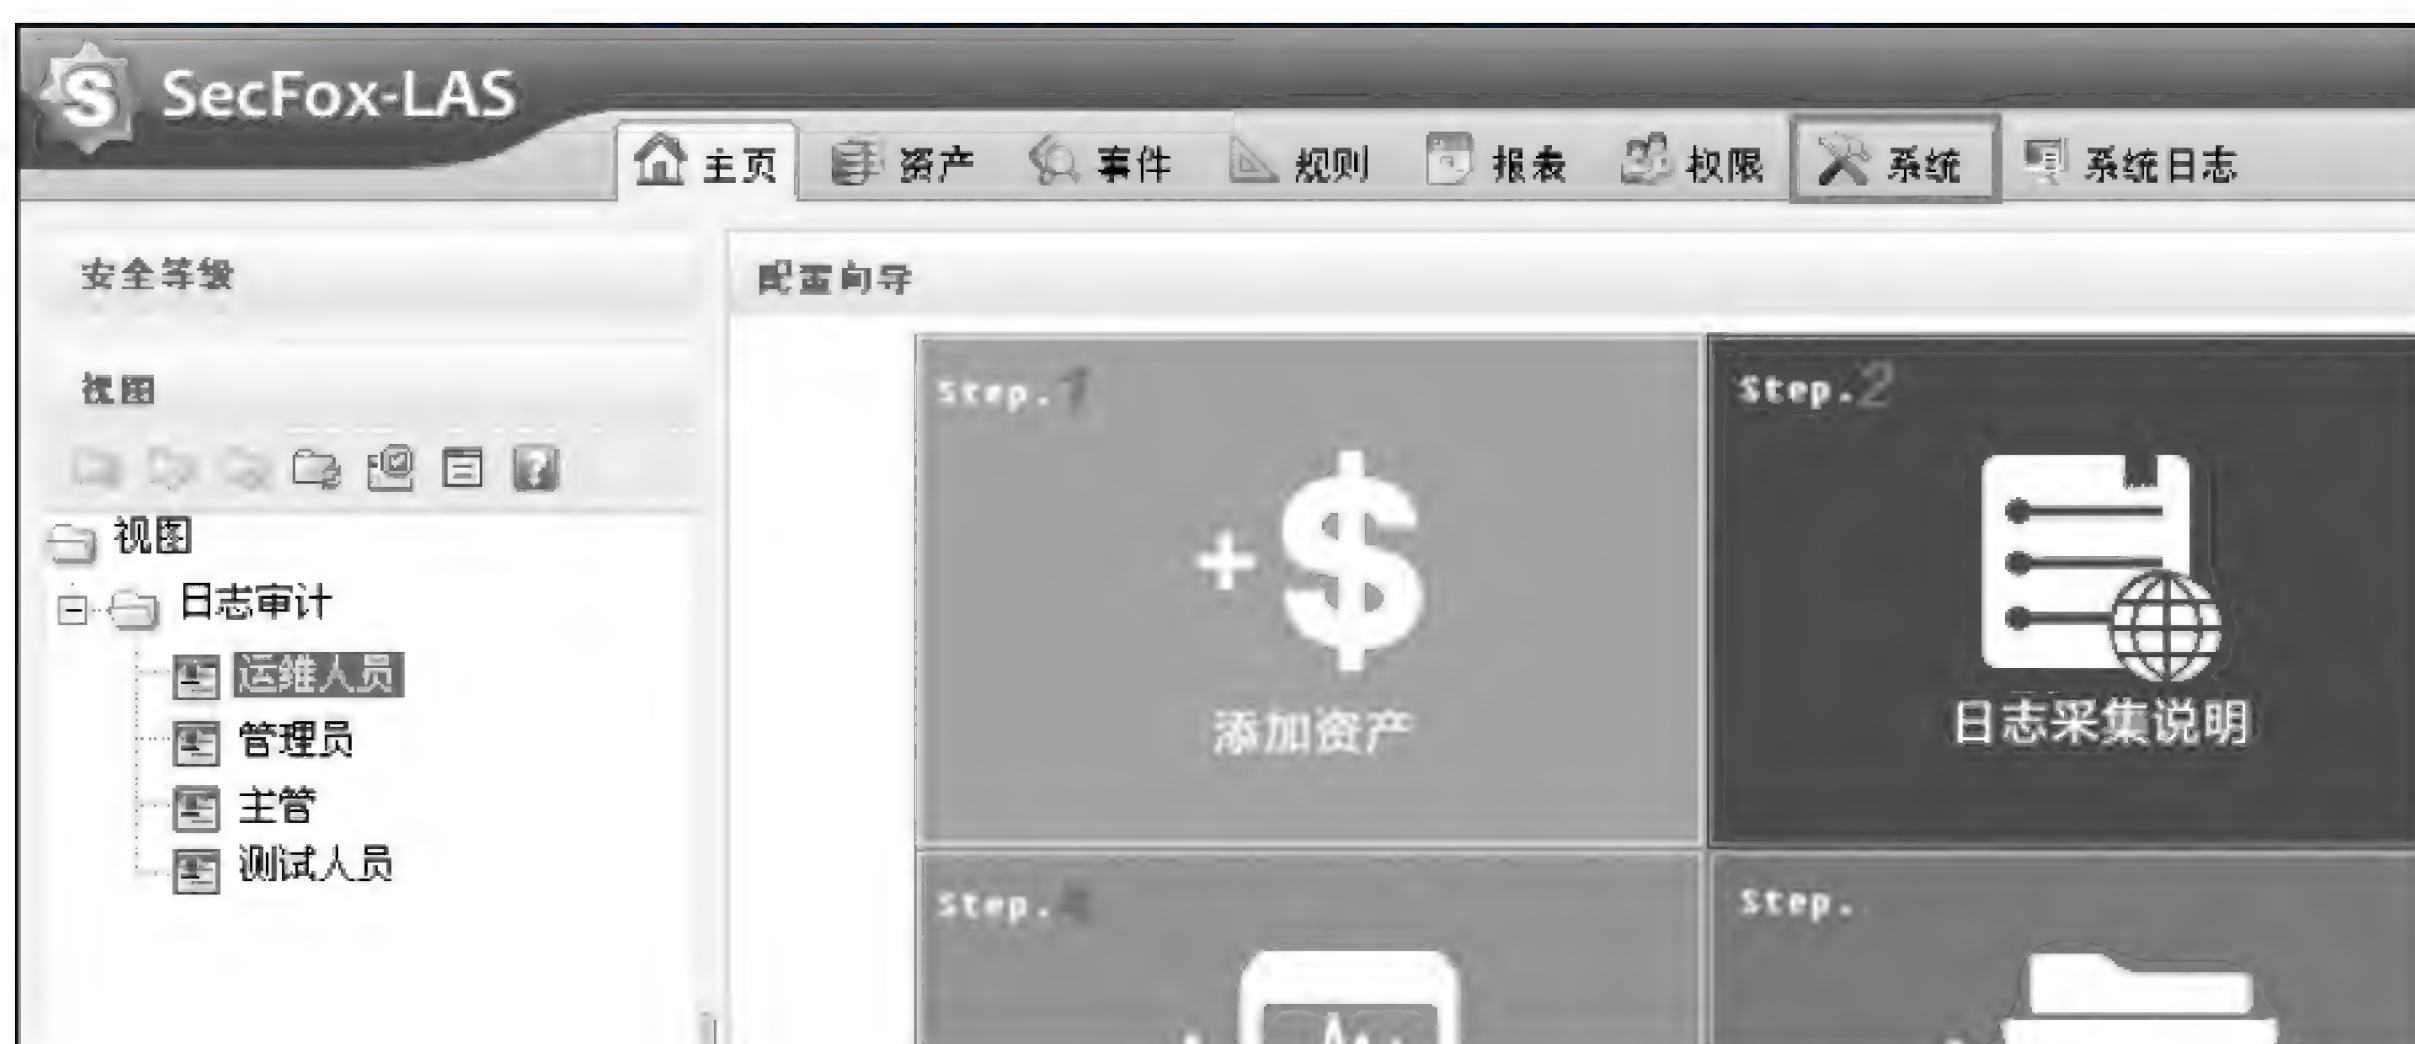 SecFox-LAS
主页 资产 事件 规则 报表 权限 系统 系统日志
安全等级
视图
视图
日志审计
运维人员
管理员
主管
测试人员
配置向导
Step.1
添加资产
Step.2
日志采集说明
Step.
Step.